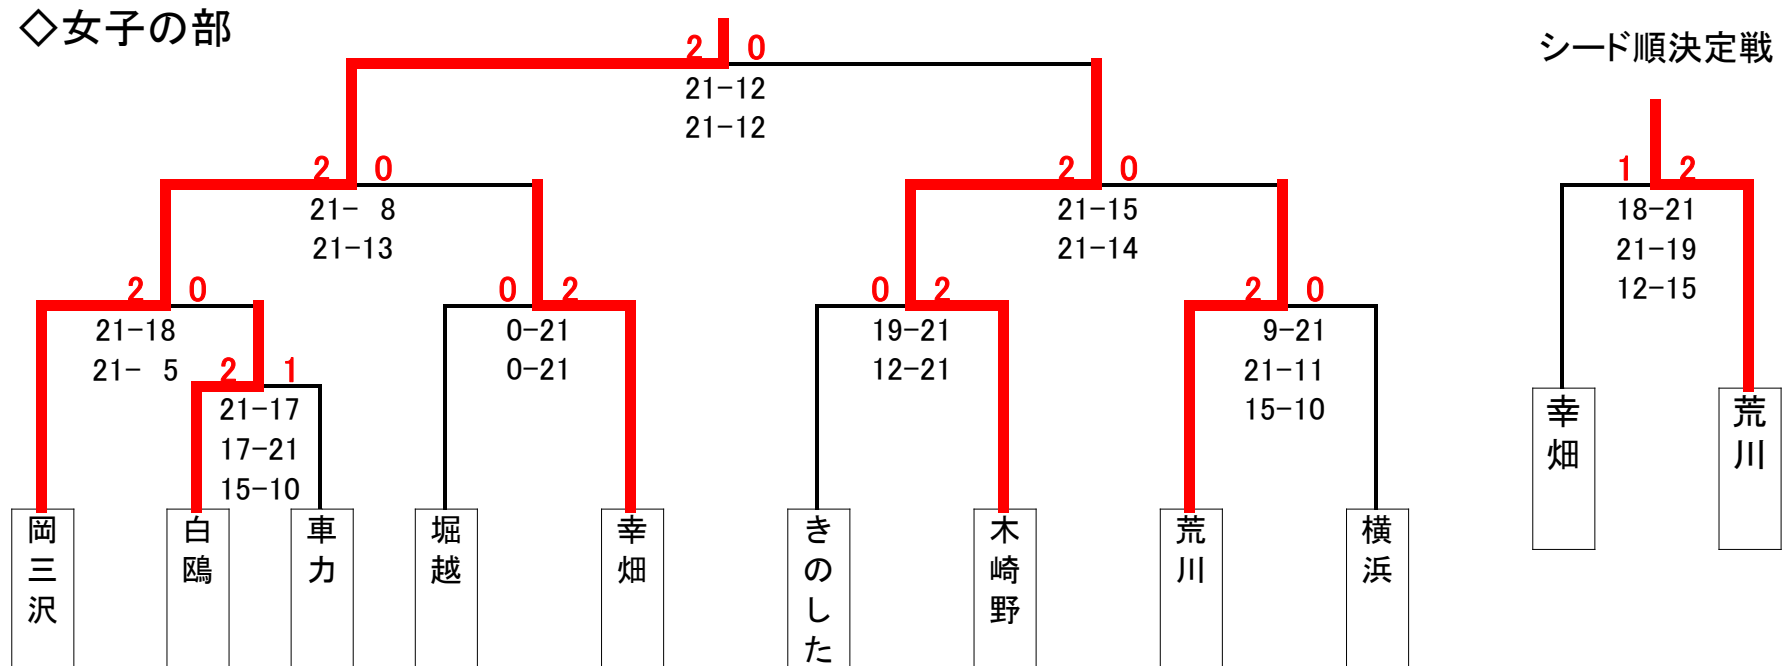 ◇女子の部
シード順決定戦
2 0
21-12
21-12
2 0
21- 8
21-13
2 0
21-15
21-14
1 2
18-21
21-19
12-15
2 0
21-18
21- 5
0 2
0-21
0-21
0 2
19-21
12-21
2 0
9-21
21-11
15-10
2 1
21-17
17-21
15-10
岡三沢
白鴎
車力
堀越
幸畑
きのした
木崎野
荒川
横浜
幸畑
荒川